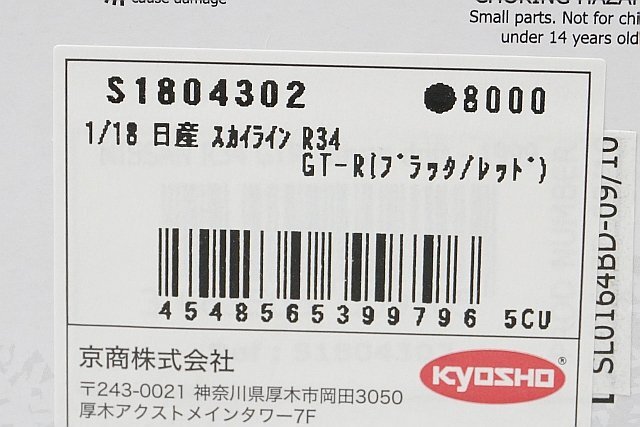 cause damage
CHOKING HAZA
Small parts. Not for chi
under 14 years old
S1804302 ●8000
1/18 日産 スカイライン R34
GT-R(ブラック/レッド)
4548565399796 5CU
京商株式会社
〒243-0021 神奈川県厚木市岡田3050
厚木アクストメインタワー7F
KYOSHO®